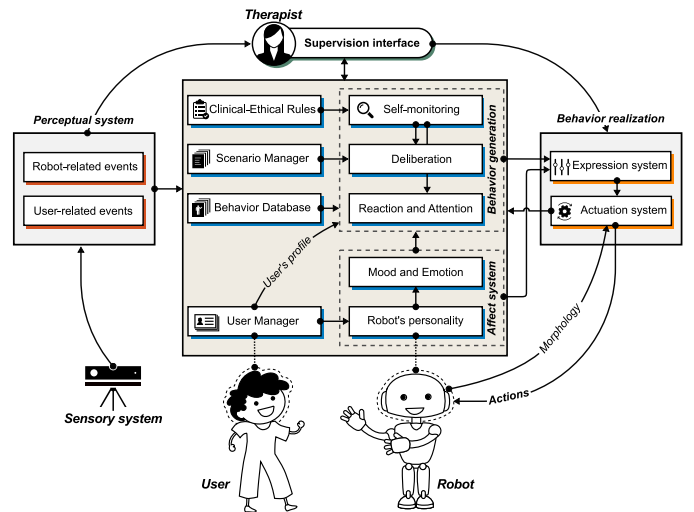 Therapist
Supervision interface
Perceptual system
Robot-related events
User-related events
Sensory system
Clinical-Ethical Rules
Scenario Manager
Behavior Database
User Manager
User's profile
Self-monitoring
Deliberation
Reaction and Attention
Behavior generation
Mood and Emotion
Robot's personality
Affect system
Behavior realization
Expression system
Actuation system
Morphology
Actions
User
Robot